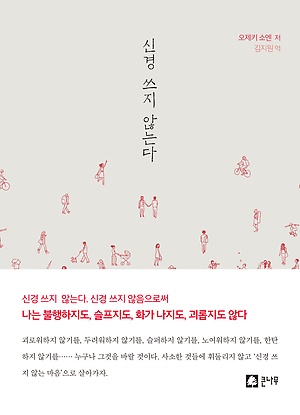 오제키 소엔 저
김지원 역
신경 쓰지 않는다
신경 쓰지 않는다. 신경 쓰지 않음으로써
나는 불행하지도, 슬프지도, 화가 나지도, 괴롭지도 않다
괴로워하지 않기를, 두려워하지 않기를, 슬퍼하지 않기를, 노여워하지 않기를, 한탄
하지 않기를…… 누구나 그것을 바랄 것이다. 사소한 것들에 휘둘리지 않고 '신경 쓰
지 않는 마음'으로 살아가자.
큰나무